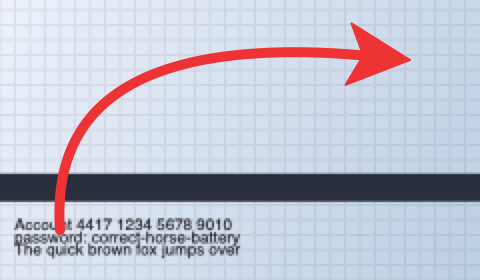 Account 4417 1234 5678 9010
password: correct-horse-battery
The quick brown fox jumps over